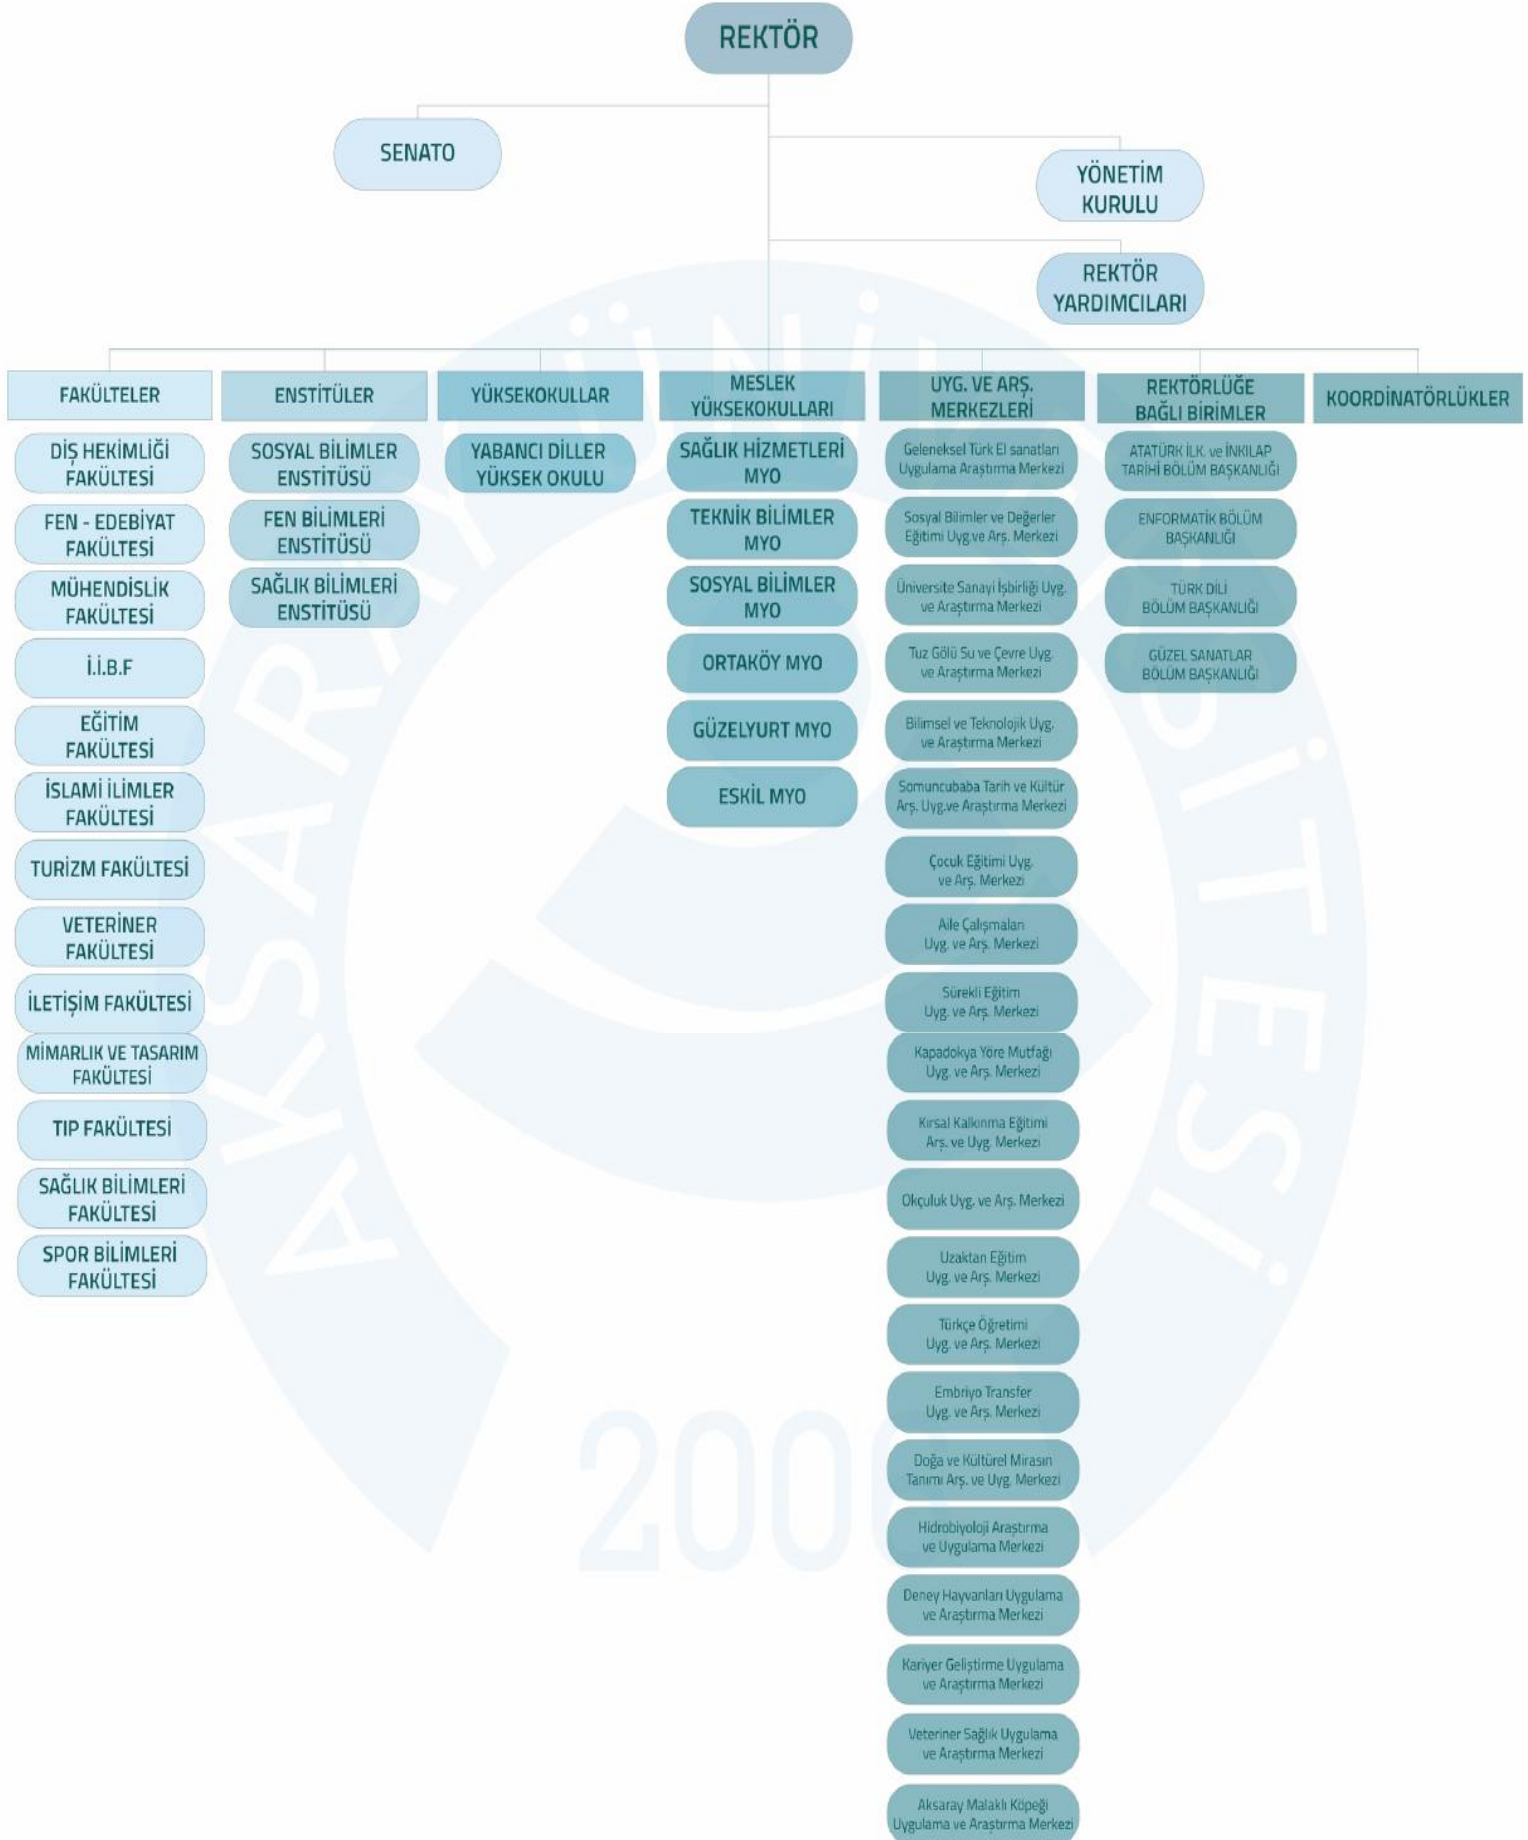 REKTÖR
SENATO
YÖNETİM
KURULU
REKTÖR
YARDIMCILARI
FAKÜLTELER
DİŞ HEKİMLİĞİ
FAKÜLTESİ
FEN - EDEBİYAT
FAKÜLTESİ
MÜHENDİSLİK
FAKÜLTESİ
İ.İ.B.F
EĞİTİM
FAKÜLTESİ
İSLAMİ İLİMLER
FAKÜLTESİ
TURİZM FAKÜLTESİ
VETERİNER
FAKÜLTESİ
İLETİŞİM FAKÜLTESİ
MİMARLIK VE TASARIM
FAKÜLTESİ
TIP FAKÜLTESİ
SAĞLIK BİLİMLERİ
FAKÜLTESİ
SPOR BİLİMLERİ
FAKÜLTESİ
ENSTİTÜLER
SOSYAL BİLİMLER
ENSTİTÜSÜ
FEN BİLİMLERİ
ENSTİTÜSÜ
SAĞLIK BİLİMLERİ
ENSTİTÜSÜ
YÜKSEKOKULLAR
YABANCI DİLLER
YÜKSEK OKULU
MESLEK
YÜKSEKOKULLARI
SAĞLIK HİZMETLERİ
MYO
TEKNİK BİLİMLER
MYO
SOSYAL BİLİMLER
MYO
ORTAKÖY MYO
GÜZELYURT MYO
ESKİL MYO
UYG. VE ARŞ.
MERKEZLERİ
Geleneksel Türk El sanatları
Uygulama Araştırma Merkezi
Sosyal Bilimler ve Değerler
Eğitimi Uyg.ve Arş. Merkezi
Üniversite Sanayi İşbirliği Uyg.
ve Araştırma Merkezi
Tuz Gölü Su ve Çevre Uyg.
ve Araştırma Merkezi
Bilimsel ve Teknolojik Uyg.
ve Araştırma Merkezi
Somuncubaba Tarih ve Kültür
Arş. Uyg.ve Araştırma Merkezi
Çocuk Eğitimi Uyg.
ve Arş. Merkezi
Aile Çalışmaları
Uyg. ve Arş. Merkezi
Sürekli Eğitim
Uyg. ve Arş. Merkezi
Kapadokya Yöre Mutfağı
Uyg. ve Arş. Merkezi
Kırsal Kalkınma Eğitimi
Arş. ve Uyg. Merkezi
Okçuluk Uyg. ve Arş. Merkezi
Uzaktan Eğitim
Uyg. ve Arş. Merkezi
Türkçe Öğretimi
Uyg. ve Arş. Merkezi
Embriyo Transfer
Uyg. ve Arş. Merkezi
Doğa ve Kültürel Mirasın
Tanımı Arş. ve Uyg. Merkezi
Hidrobiyoloji Araştırma
ve Uygulama Merkezi
Deney Hayvanları Uygulama
ve Araştırma Merkezi
Kariyer Geliştirme Uygulama
ve Araştırma Merkezi
Veteriner Sağlık Uygulama
ve Araştırma Merkezi
Aksaray Malaklı Köpeği
Uygulama ve Araştırma Merkezi
REKTÖRLÜĞE
BAĞLI BİRİMLER
ATATÜRK İLK. ve İNKILAP
TARİHİ BÖLÜM BAŞKANLIĞI
ENFORMATİK BÖLÜM
BAŞKANLIĞI
TÜRK DİLİ
BÖLÜM BAŞKANLIĞI
GÜZEL SANATLAR
BÖLÜM BAŞKANLIĞI
KOORDİNATÖRLÜKLER